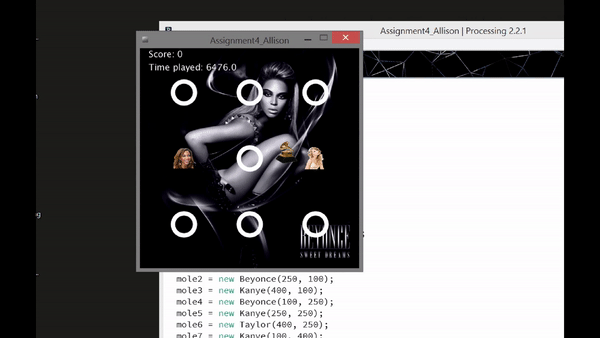 Assignment4_Allison | Processing 2.2.1
Assignment4_Allison
Score: 0
Time played: 6476.0
BEYONCE
SWEET DREAMS
mole2 = new Beyonce(250, 100);
mole3 = new Kanye(400, 100);
mole4 = new Beyonce(100, 250);
mole5 = new Kanye(250, 250);
mole6 = new Taylor(400, 250);
mole7 = new Kanye(100, 400);